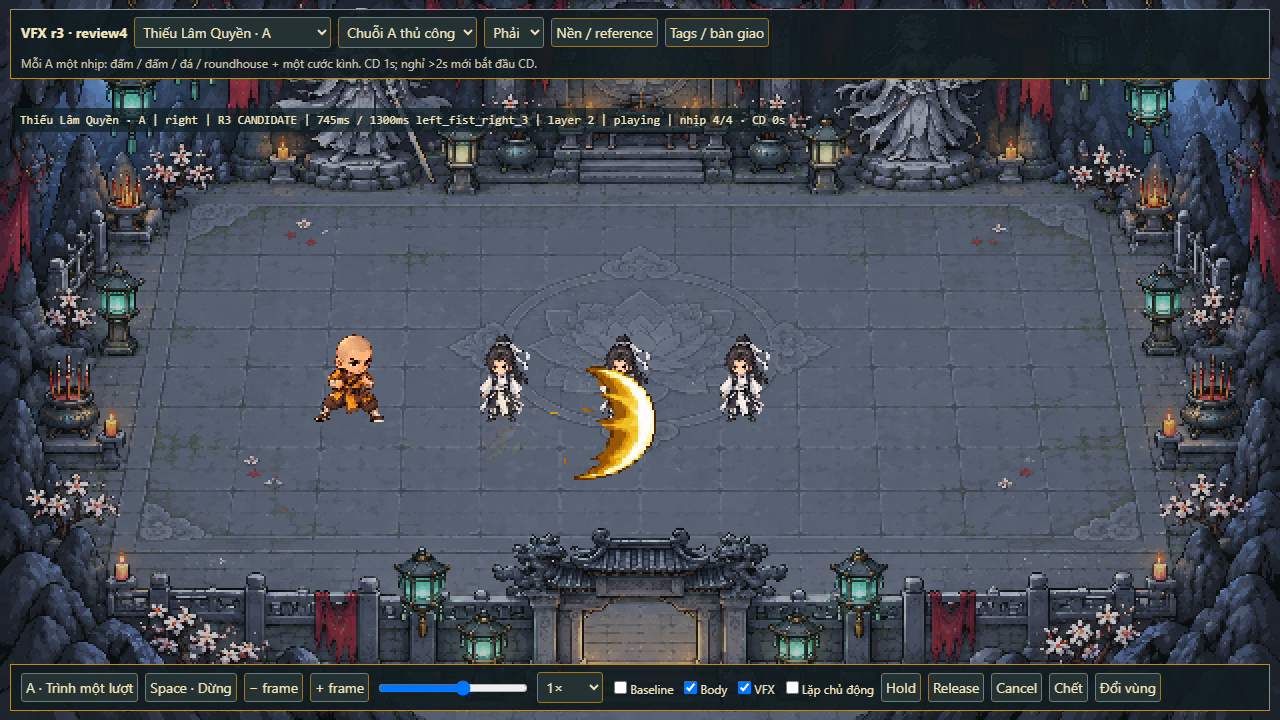 VFX r3 · review4 Thiếu Lâm Quyền · A Chuỗi A thủ công Phải Nền / reference Tags / bàn giao
Mỗi A một nhịp: đấm / đấm / đá / roundhouse + một cước kình. CD 1s; nghỉ >2s mới bắt đầu CD.
Thiếu Lâm Quyền · A | right | R3 CANDIDATE | 745ms / 1300ms left_fist_right_3 | layer 2 | playing | nhịp 4/4 · CD 0s
A · Trình một lượt Space · Dừng − frame + frame 1× Baseline Body VFX Lặp chủ động Hold Release Cancel Chết Đổi vùng